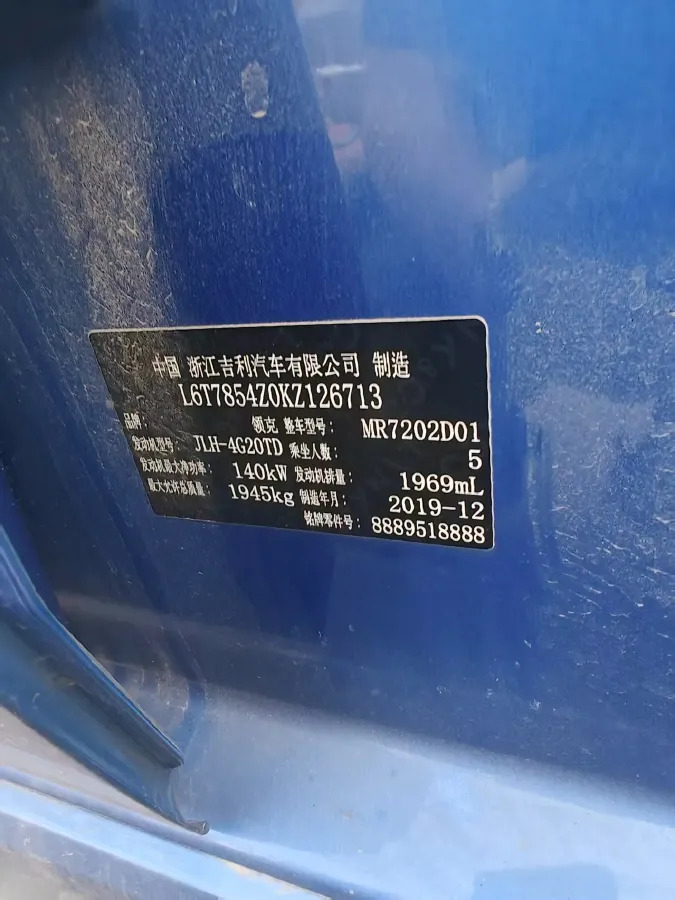 中国 浙江吉利汽车有限公司 制造
L6T7854Z0KZ126713
品牌: 领克 整车型号: MR7202D01
发动机型号: JLH-4G20TD 乘坐人数: 5
发动机最大净功率: 140kW 发动机排量: 1969mL
最大允许总质量: 1945kg 制造年月: 2019-12
铭牌零件号: 8889518888